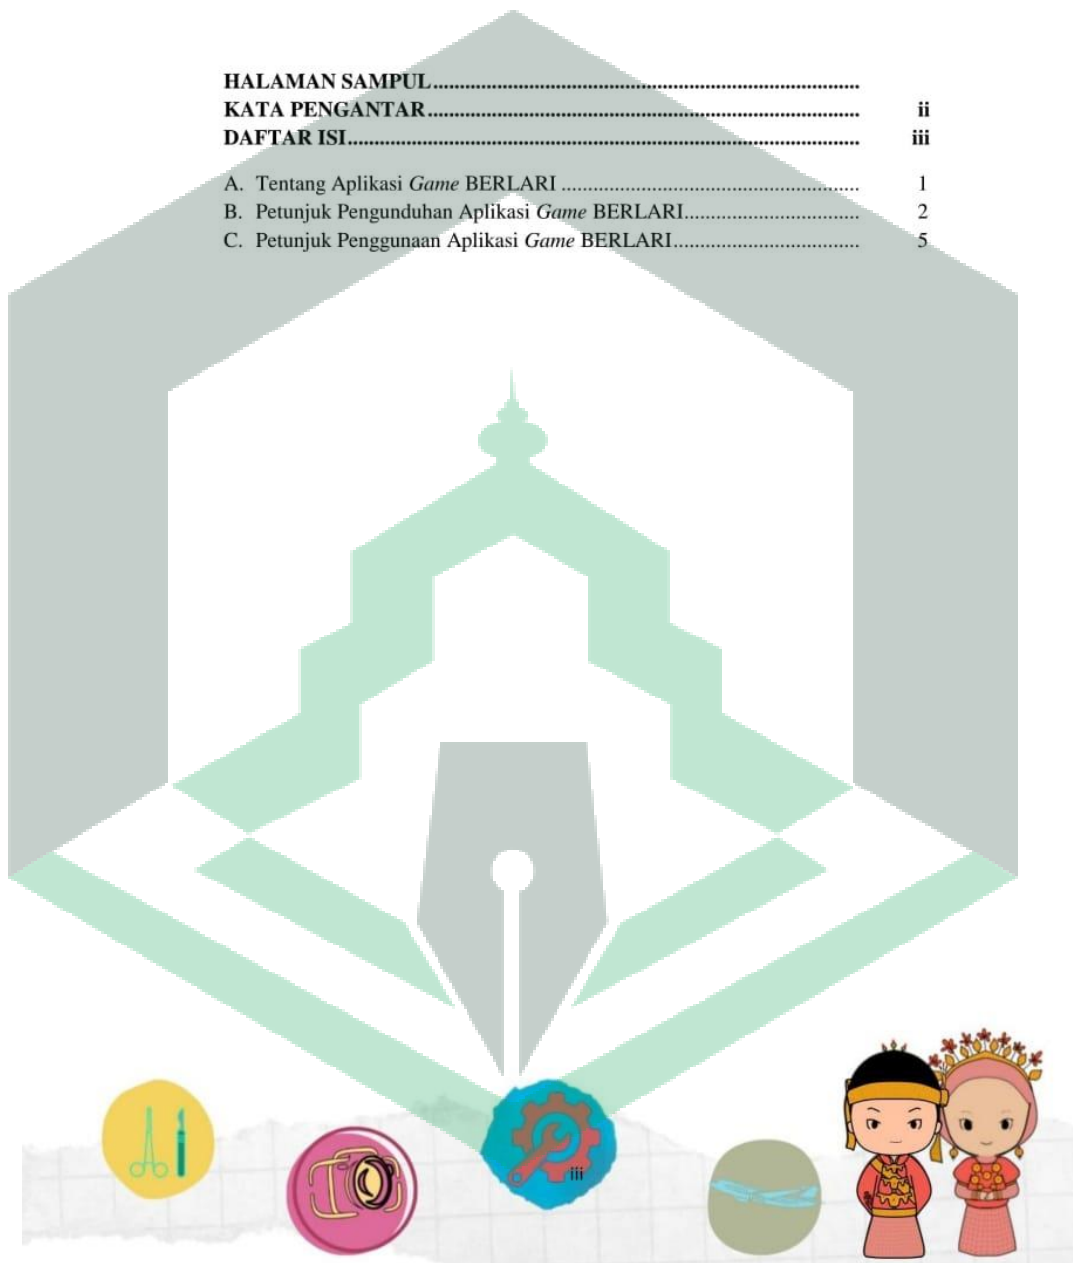 HALAMAN SAMPUL................................................................................
KATA PENGANTAR................................................................................ ii
DAFTAR ISI................................................................................................ iii
A. Tentang Aplikasi Game BERLARI ......................................................... 1
B. Petunjuk Pengunduhan Aplikasi Game BERLARI................................. 2
C. Petunjuk Penggunaan Aplikasi Game BERLARI................................... 5
iii